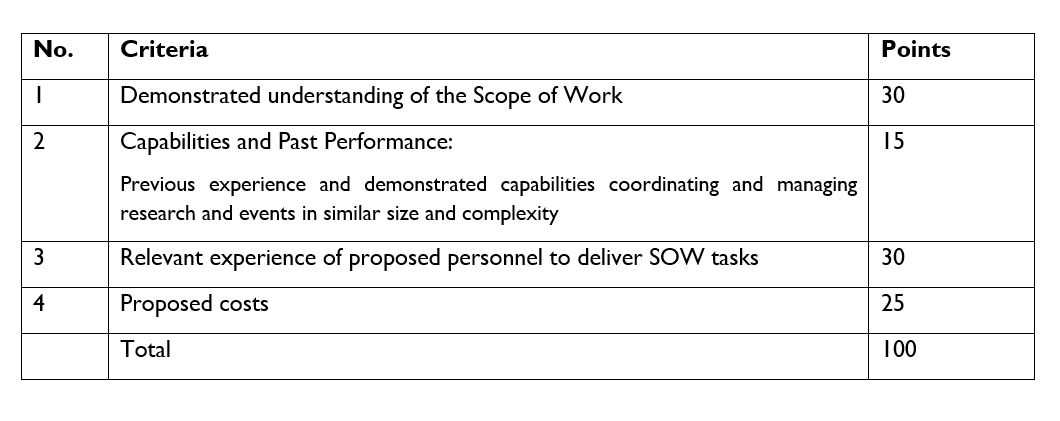 No. Criteria Points
1 Demonstrated understanding of the Scope of Work 30
2 Capabilities and Past Performance: 15
Previous experience and demonstrated capabilities coordinating and managing
research and events in similar size and complexity
3 Relevant experience of proposed personnel to deliver SOW tasks 30
4 Proposed costs 25
Total 100